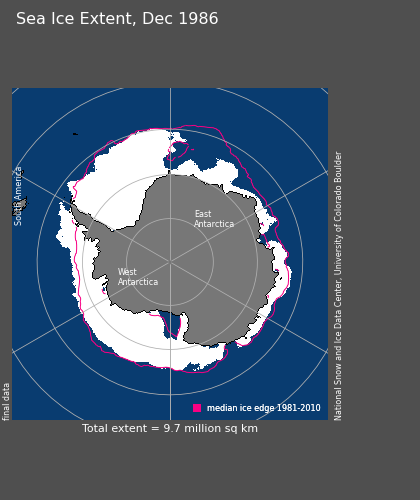 Sea Ice Extent, Dec 1986
South America
East
Antarctica
West
Antarctica
National Snow and Ice Data Center, University of Colorado Boulder
final data
median ice edge 1981-2010
Total extent = 9.7 million sq km